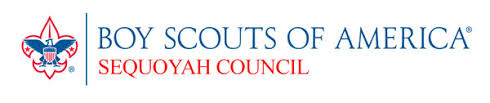 BOY SCOUTS OF AMERICA®
SEQUOYAH COUNCIL
®